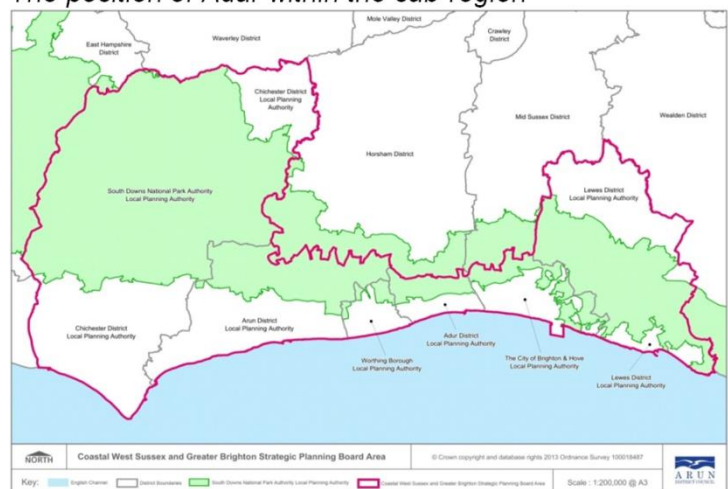 The position of Adur within the sub-region
Mole Valley District
Waverley District
Crawley
District
East Hampshire
District
Chichester District
Local Planning
Authority
Mid Sussex District
Wealden District
Horsham District
South Downs National Park Authority
Local Planning Authority
Lewes District
Local Planning Authority
Chichester District
Local Planning Authority
Arun District
Local Planning Authority
Adur District
Local Planning Authority
Worthing Borough
Local Planning Authority
The City of Brighton & Hove
Local Planning Authority
Lewes District
Local Planning Authority
NORTH
Coastal West Sussex and Greater Brighton Strategic Planning Board Area
© Crown copyright and database rights 2013 Ordnance Survey 100018487
ARUN
DISTRICT COUNCIL
Key:
English Channel
District Boundaries
South Downs National Park Authority Local Planning Authority
Coastal West Sussex and Greater Brighton Strategic Planning Board Area
Scale : 1:200,000 @ A3